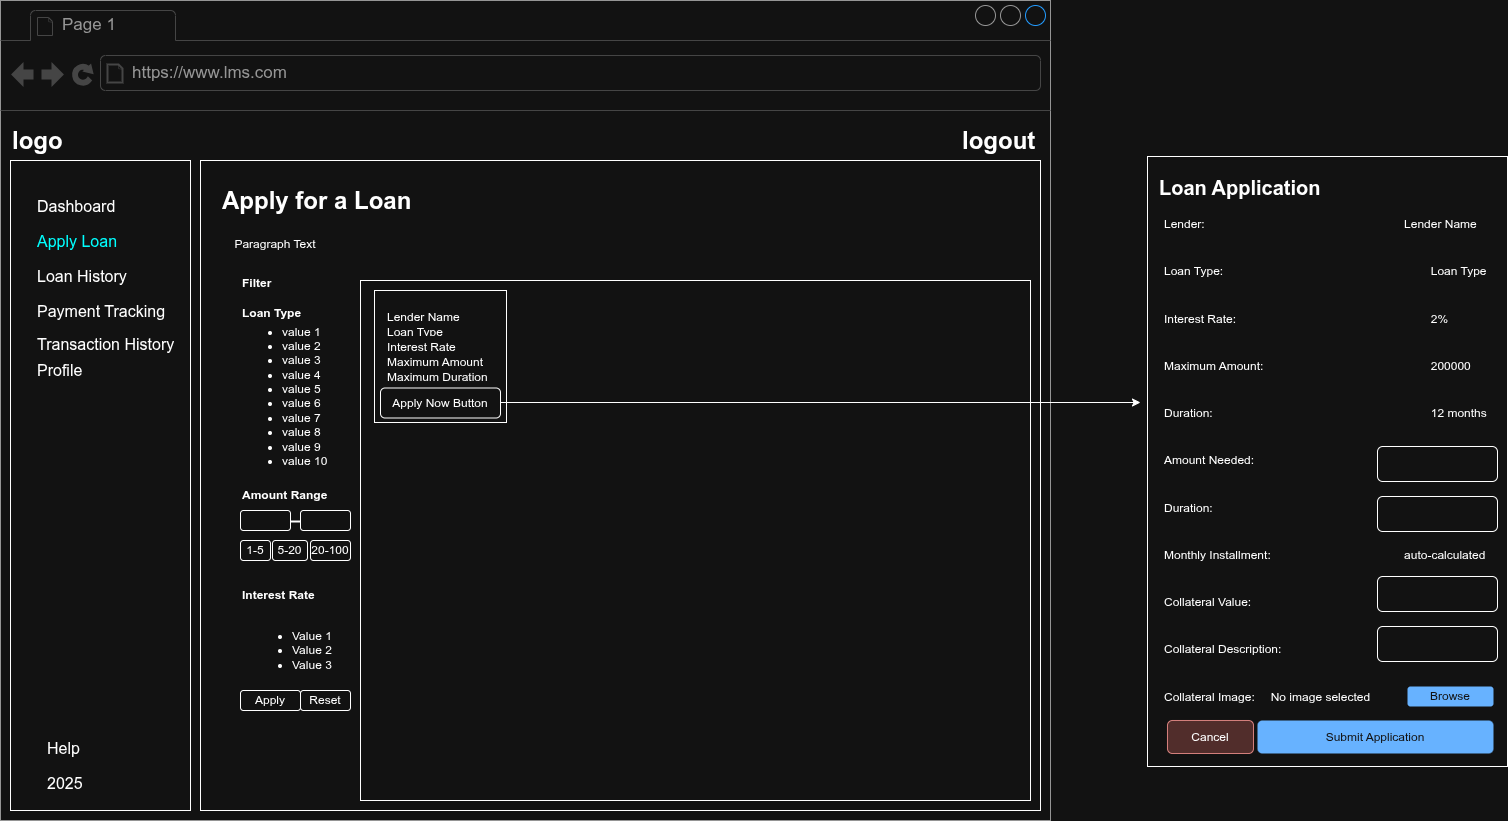 Page 1
https://www.lms.com
logo
logout
Dashboard
Apply Loan
Loan History
Payment Tracking
Transaction History
Profile
Help
2025
Apply for a Loan
Paragraph Text
Filter
Loan Type
value 1
value 2
value 3
value 4
value 5
value 6
value 7
value 8
value 9
value 10
Amount Range
1-5 5-20 20-100
Interest Rate
Value 1
Value 2
Value 3
Apply Reset
Lender Name
Loan Type
Interest Rate
Maximum Amount
Maximum Duration
Apply Now Button
Loan Application
Lender: Lender Name
Loan Type: Loan Type
Interest Rate: 2%
Maximum Amount: 200000
Duration: 12 months
Amount Needed:
Duration:
Monthly Installment: auto-calculated
Collateral Value:
Collateral Description:
Collateral Image: No image selected Browse
Cancel Submit Application